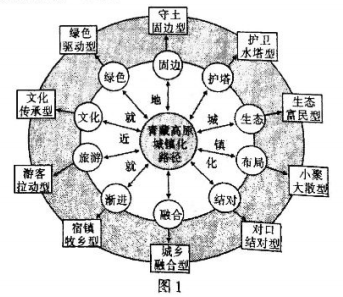 守土
固边型
绿色
驱动型
护卫
水塔型
固边
绿色
护塔
文化
传承型
地
生态
富民型
文化
就
城
生态
青藏高原
城镇化
路径
近
镇
旅游
布局
游客
拉动型
就
化
小聚
大散型
渐进
结对
融合
宿镇
牧乡型
对口
结对型
城乡
融合型
图1